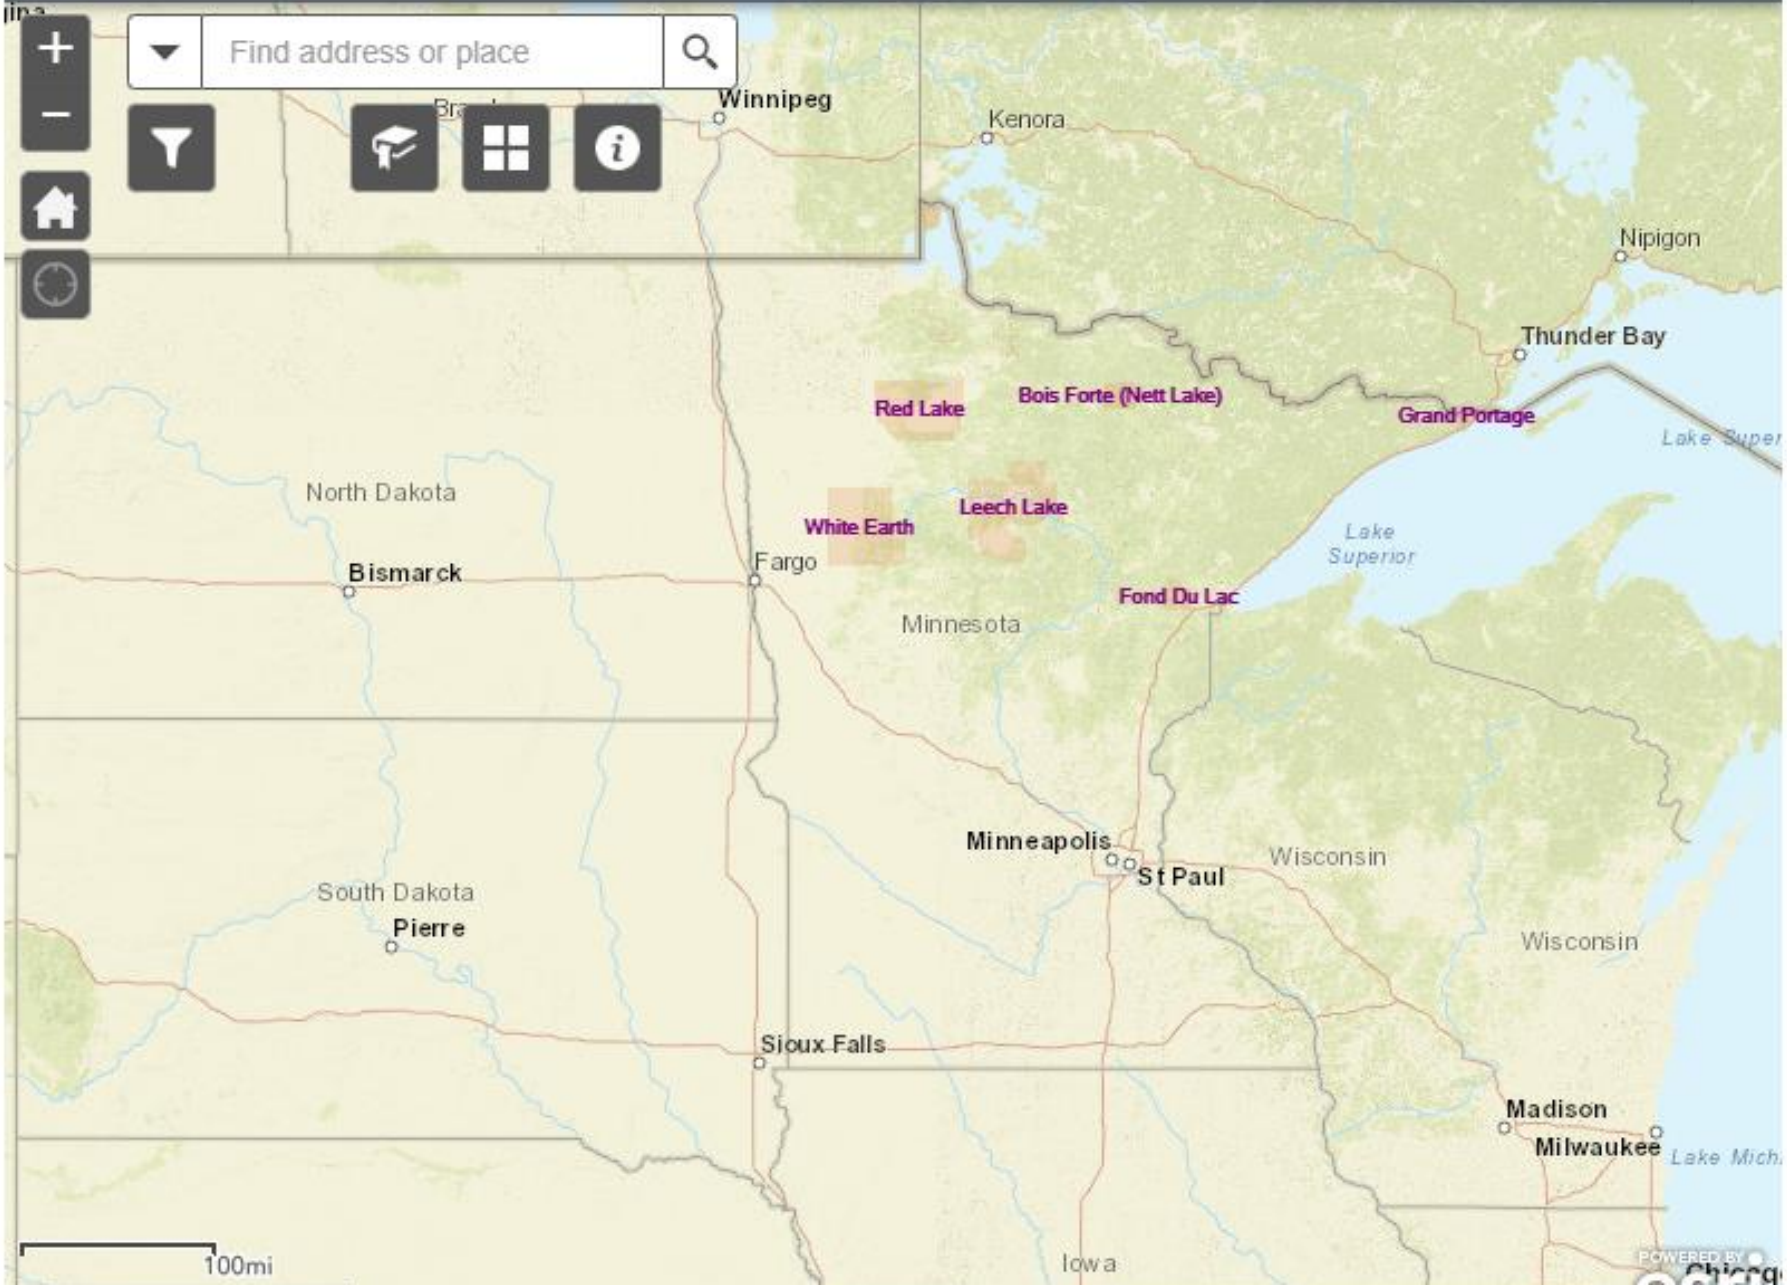 Find address or place
Winnipeg
Kenora
Nipigon
Thunder Bay
Red Lake
Bois Forte (Nett Lake)
Grand Portage
North Dakota
White Earth
Leech Lake
Lake
Superior
Bismarck
Fargo
Fond Du Lac
Minnesota
Minneapolis
St Paul
Wisconsin
South Dakota
Pierre
Wisconsin
Sioux Falls
Madison
Milwaukee
Lake Mich
100mi
Iowa
POWERED BY